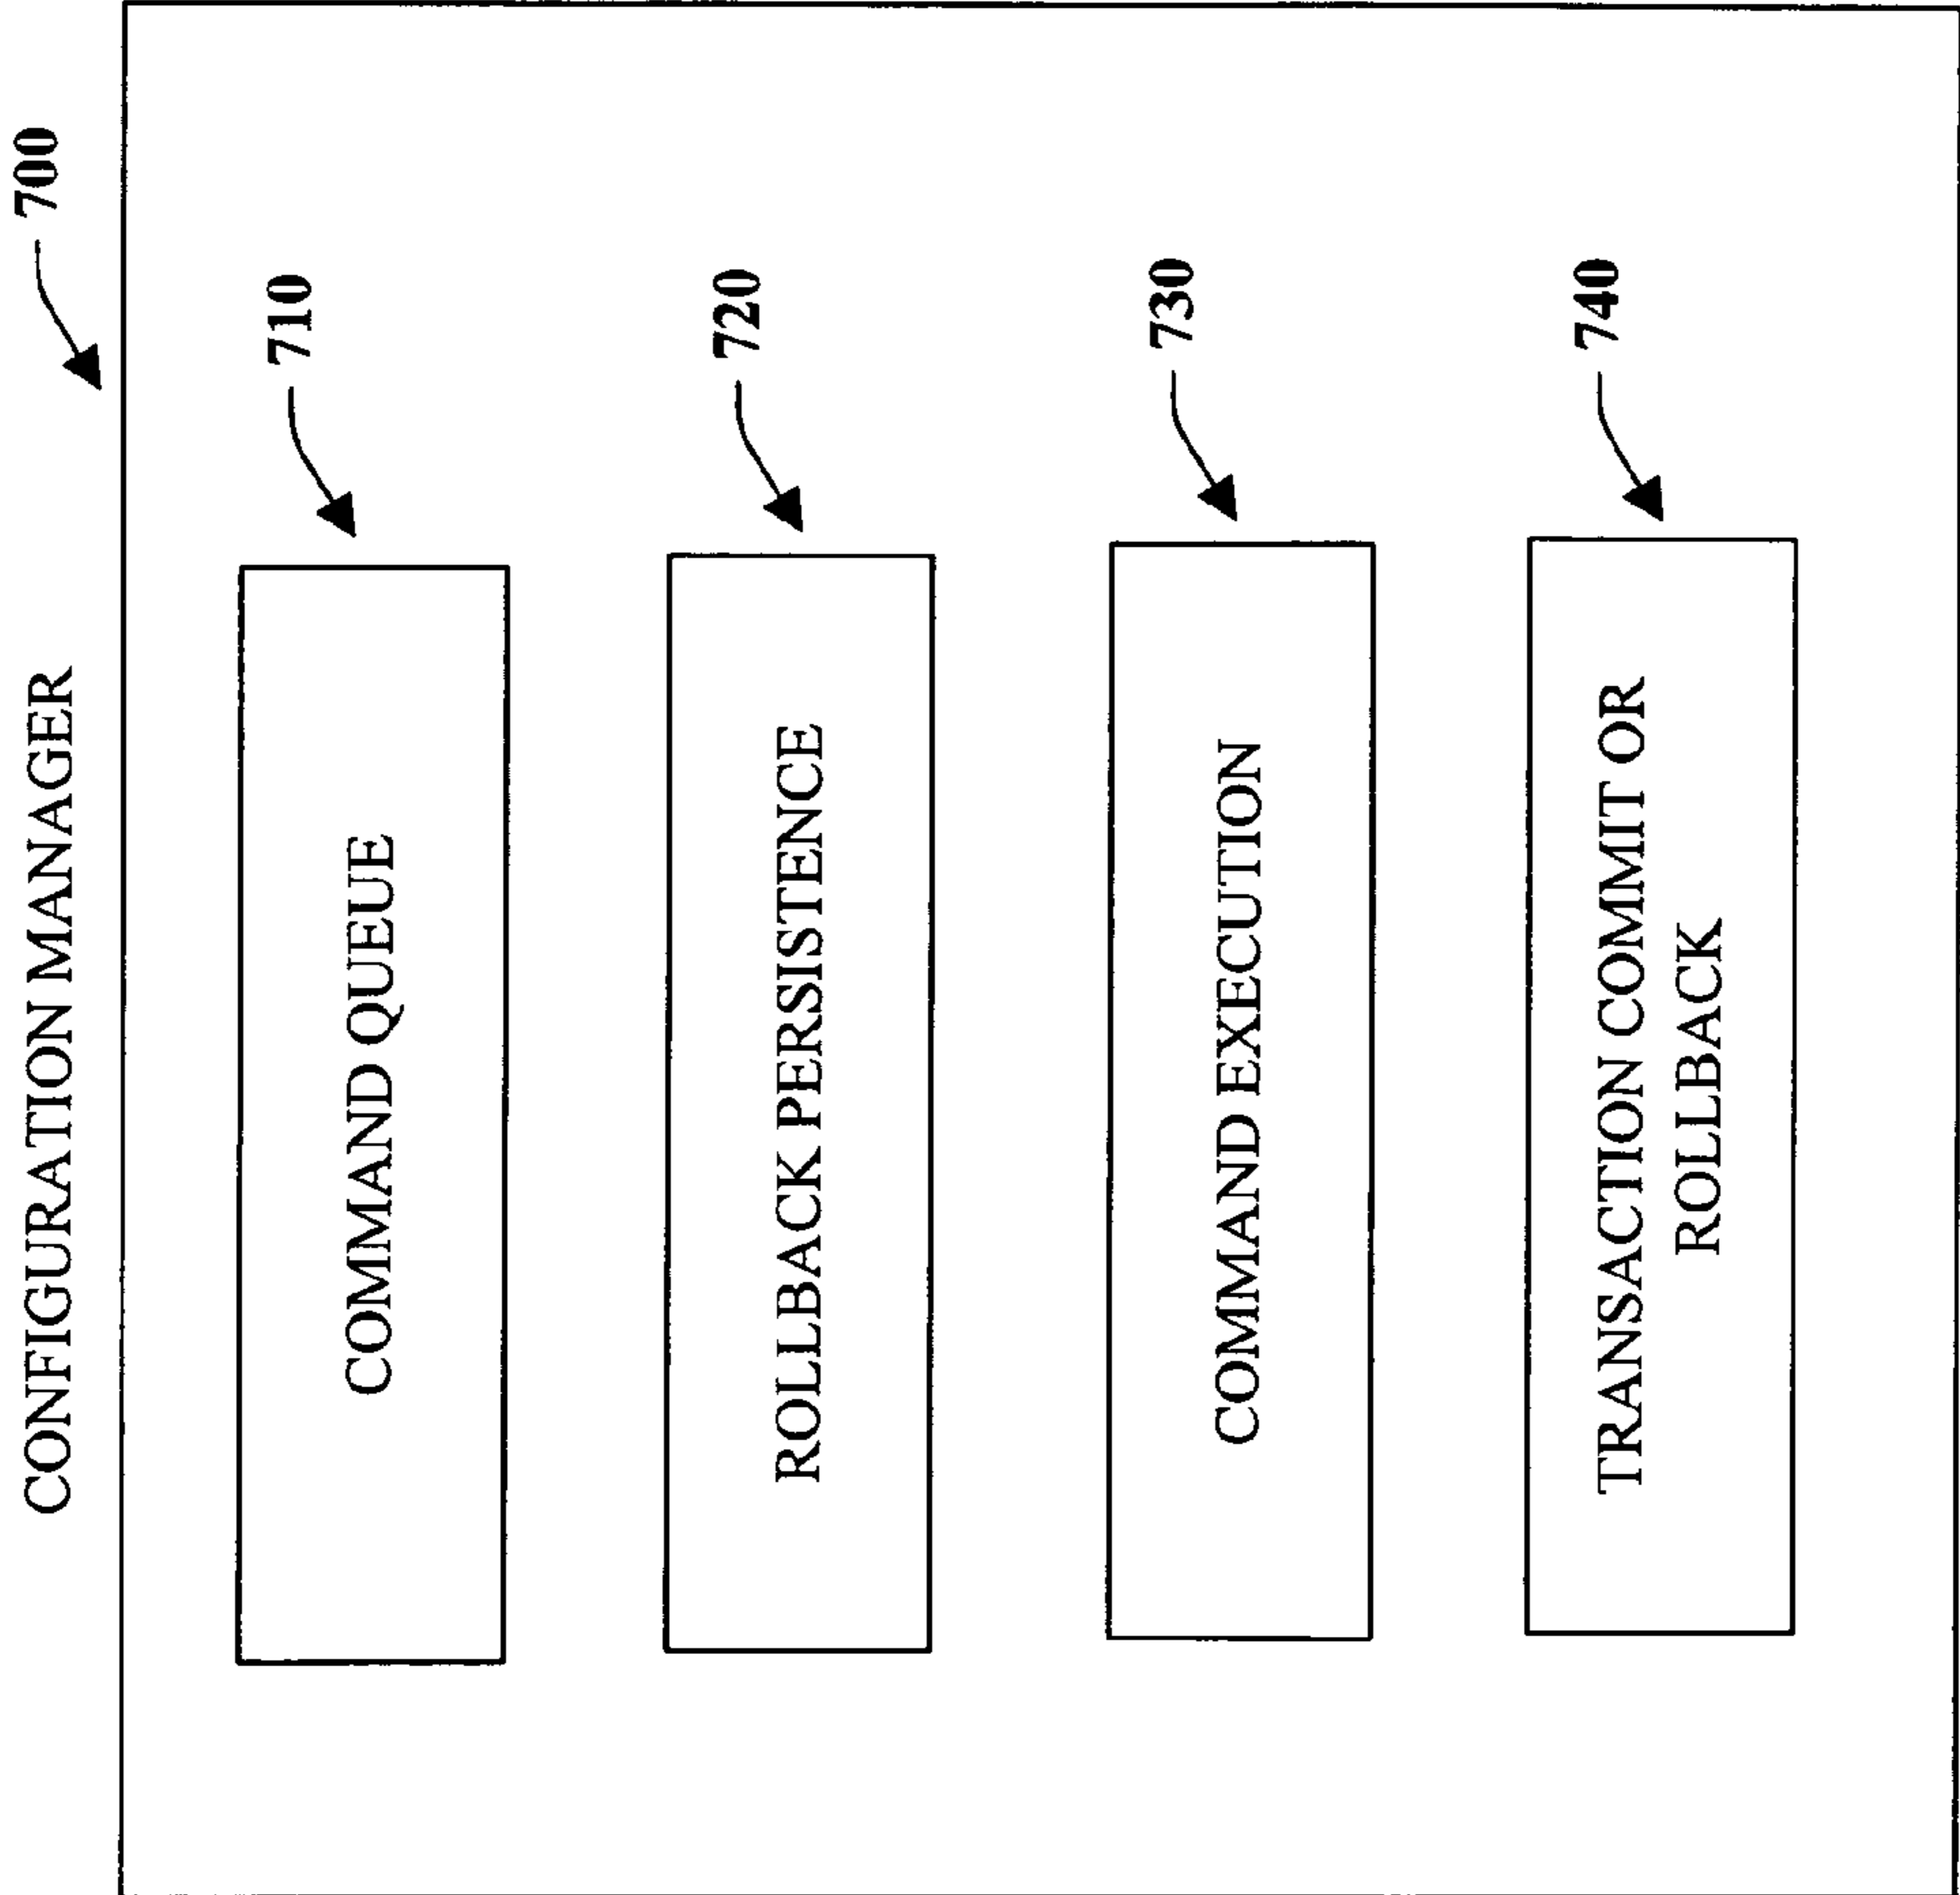 CONFIGURATION MANAGER
700
COMMAND QUEUE
710
ROLLBACK PERSISTENCE
720
COMMAND EXECUTION
730
TRANSACTION COMMIT OR
ROLLBACK
740